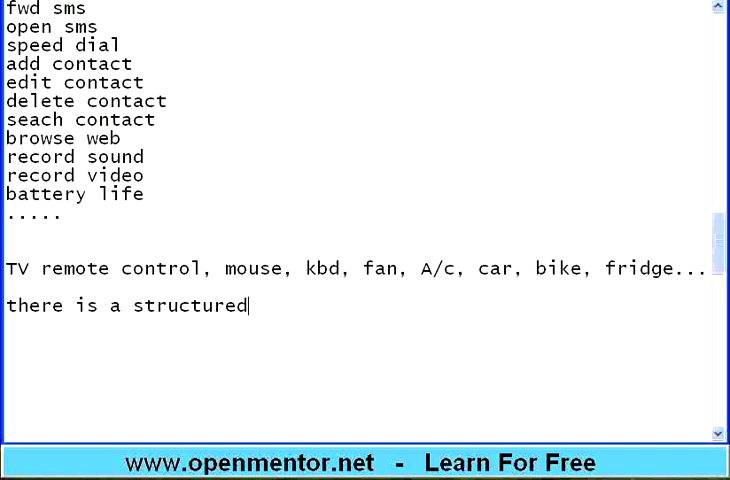 fwd sms
open sms
speed dial
add contact
edit contact
delete contact
seach contact
browse web
record sound
record video
battery life
.....
TV remote control, mouse, kbd, fan, A/c, car, bike, fridge...
there is a structured
www.openmentor.net - Learn For Free